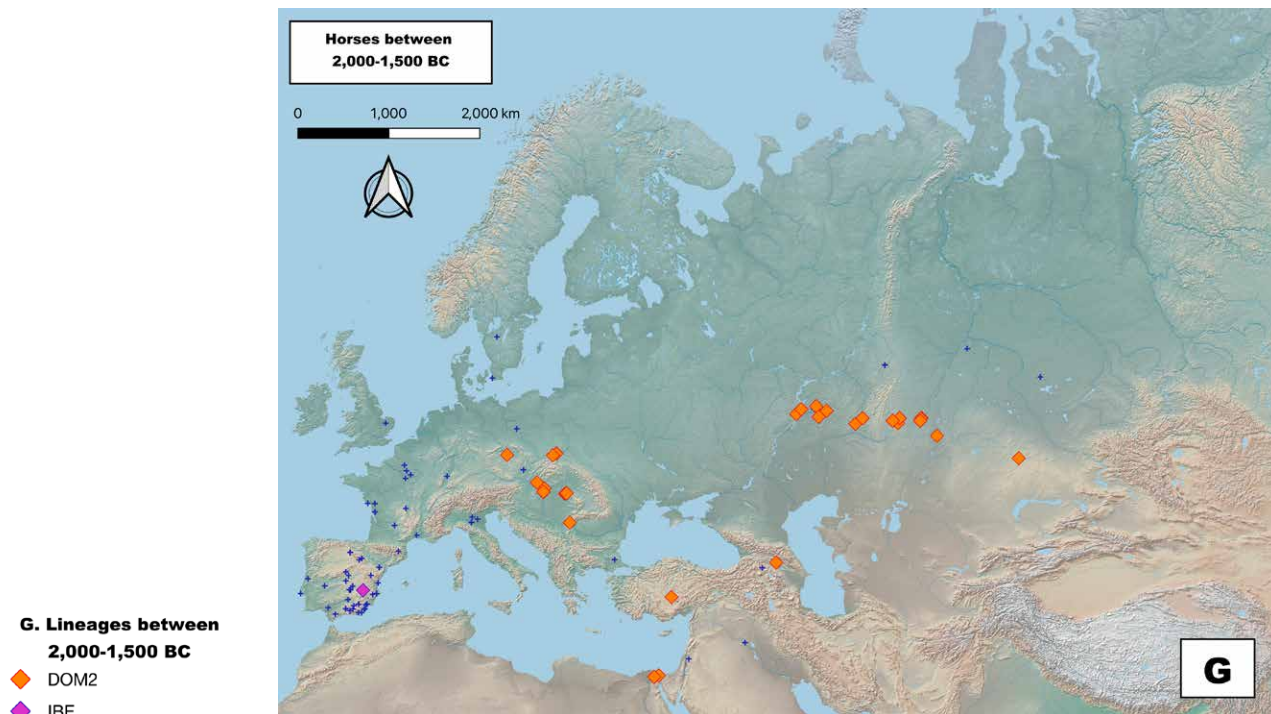 Horses between
2,000-1,500 BC
0 1,000 2,000 km
G
G. Lineages between
2,000-1,500 BC
DOM2
IBE